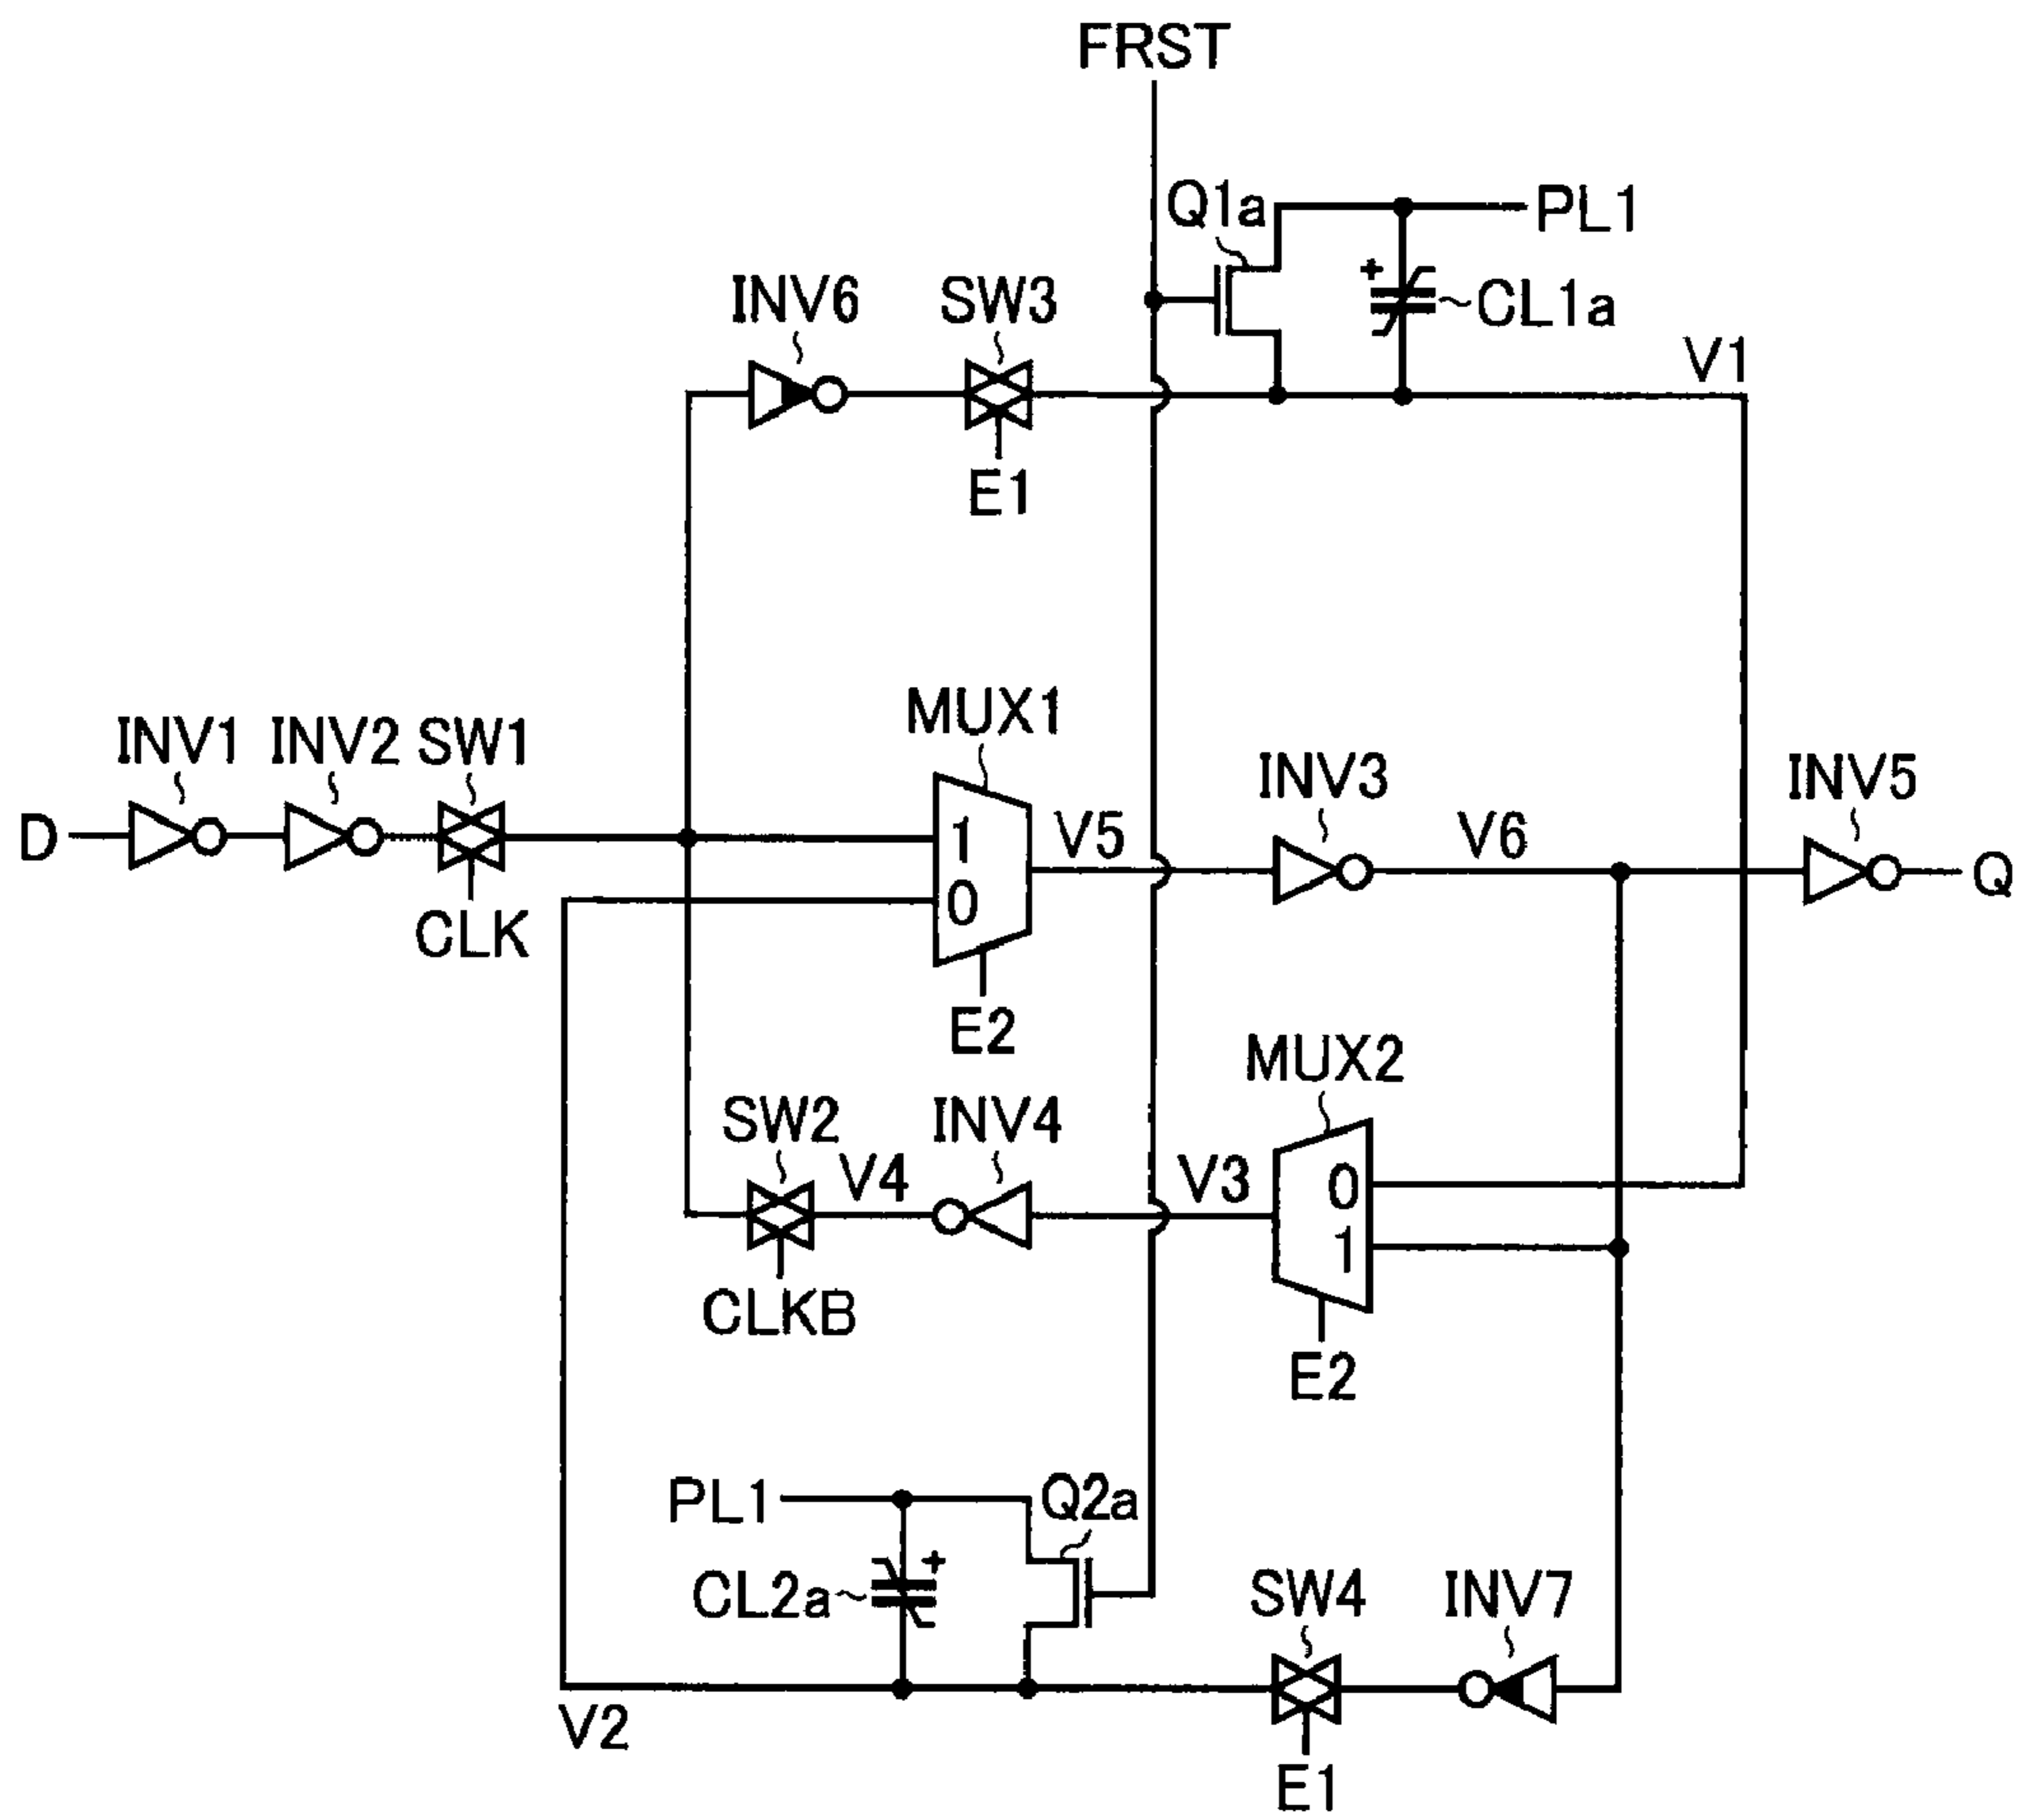 FRST
Q1a
PL1
INV6
SW3
+
CL1a
V1
E1
MUX1
INV1
INV2
SW1
INV3
INV5
D
1
V5
V6
Q
0
CLK
E2
MUX2
SW2
INV4
V4
V3
0
1
CLKB
E2
PL1
Q2a
+
CL2a
SW4
INV7
V2
E1